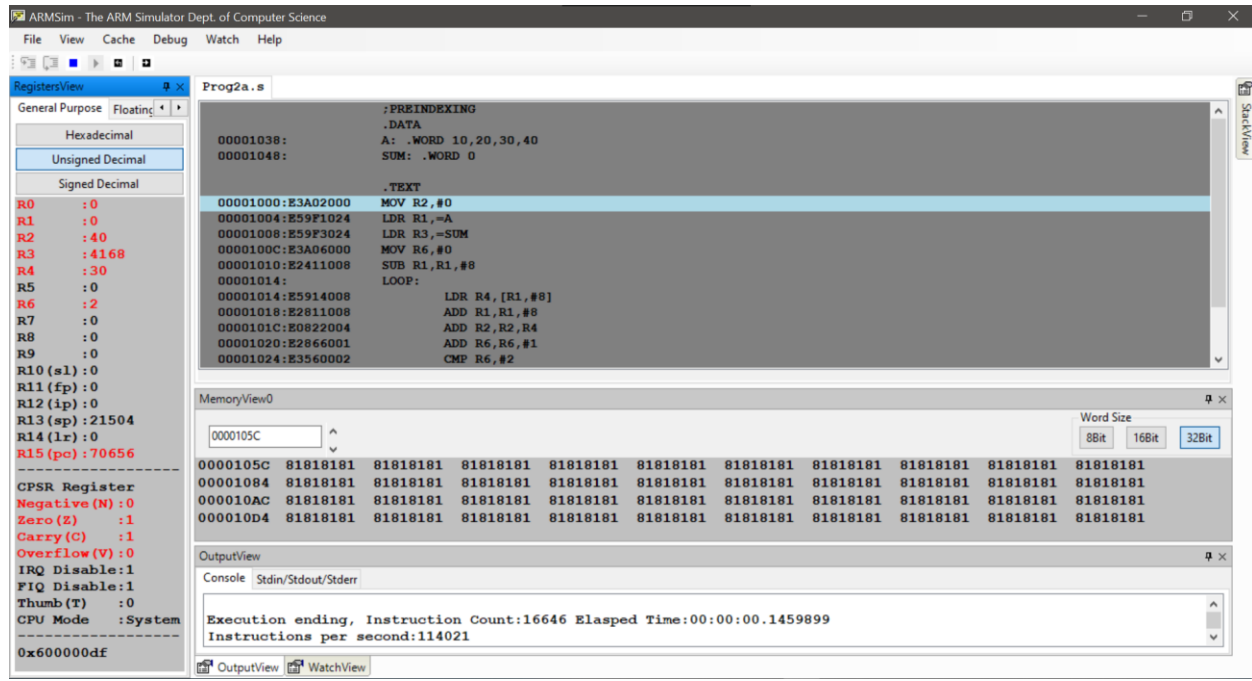 ARMSim - The ARM Simulator Dept. of Computer Science
File View Cache Debug Watch Help
RegistersView
General Purpose Floating
Hexadecimal
Unsigned Decimal
Signed Decimal
R0 :0
R1 :0
R2 :40
R3 :4168
R4 :30
R5 :0
R6 :2
R7 :0
R8 :0
R9 :0
R10(sl):0
R11(fp):0
R12(ip):0
R13(sp):21504
R14(lr):0
R15(pc):70656
------------------
CPSR Register
Negative(N):0
Zero(Z) :1
Carry(C) :1
Overflow(V):0
IRQ Disable:1
FIQ Disable:1
Thumb(T) :0
CPU Mode :System
------------------
0x600000df
Prog2a.s
;PREINDEXING
.DATA
00001038: A: .WORD 10,20,30,40
00001048: SUM: .WORD 0
.TEXT
00001000:E3A02000 MOV R2,#0
00001004:E59F1024 LDR R1,=A
00001008:E59F3024 LDR R3,=SUM
0000100C:E3A06000 MOV R6,#0
00001010:E2411008 SUB R1,R1,#8
00001014: LOOP:
00001014:E5914008 LDR R4,[R1,#8]
00001018:E2811008 ADD R1,R1,#8
0000101C:E0822004 ADD R2,R2,R4
00001020:E2866001 ADD R6,R6,#1
00001024:E3560002 CMP R6,#2
StackView
MemoryView0
0000105C
Word Size
8Bit 16Bit 32Bit
0000105C 81818181 81818181 81818181 81818181 81818181 81818181 81818181 81818181 81818181 81818181
00001084 81818181 81818181 81818181 81818181 81818181 81818181 81818181 81818181 81818181 81818181
000010AC 81818181 81818181 81818181 81818181 81818181 81818181 81818181 81818181 81818181 81818181
000010D4 81818181 81818181 81818181 81818181 81818181 81818181 81818181 81818181 81818181 81818181
OutputView
Console Stdin/Stdout/Stderr
Execution ending, Instruction Count:16646 Elasped Time:00:00:00.1459899
Instructions per second:114021
OutputView WatchView